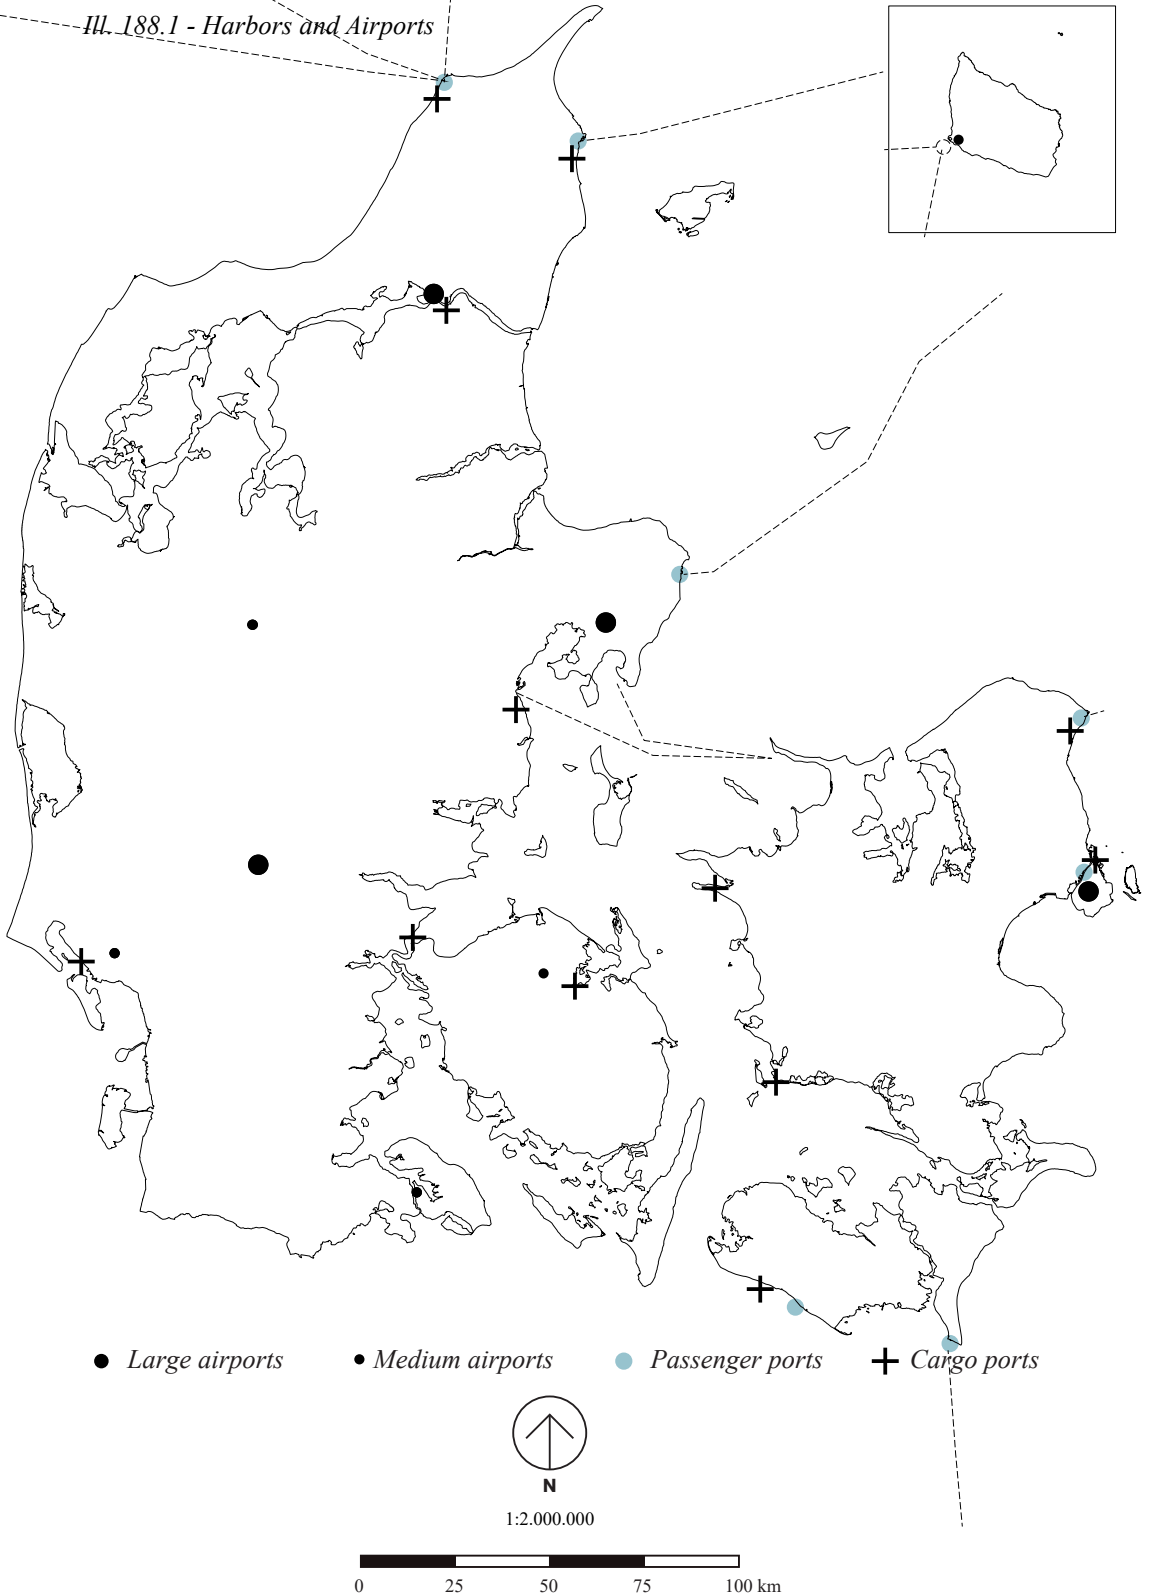 Ill. 188.1 - Harbors and Airports
Large airports Medium airports Passenger ports Cargo ports
N
1:2.000.000
0 25 50 75 100 km